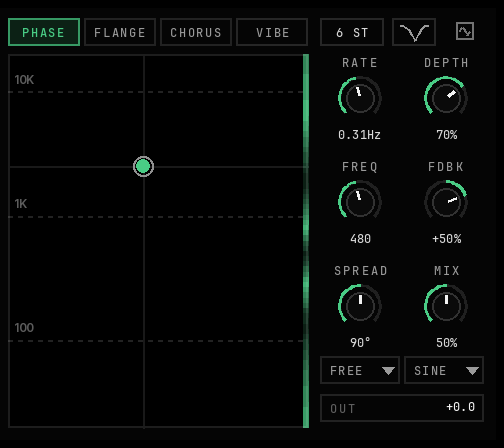 PHASE FLANGE CHORUS VIBE 6 ST
RATE DEPTH
10K
0.31Hz 70%
FREQ FDBK
1K
480 +50%
SPREAD MIX
100
90° 50%
FREE SINE
OUT +0.0